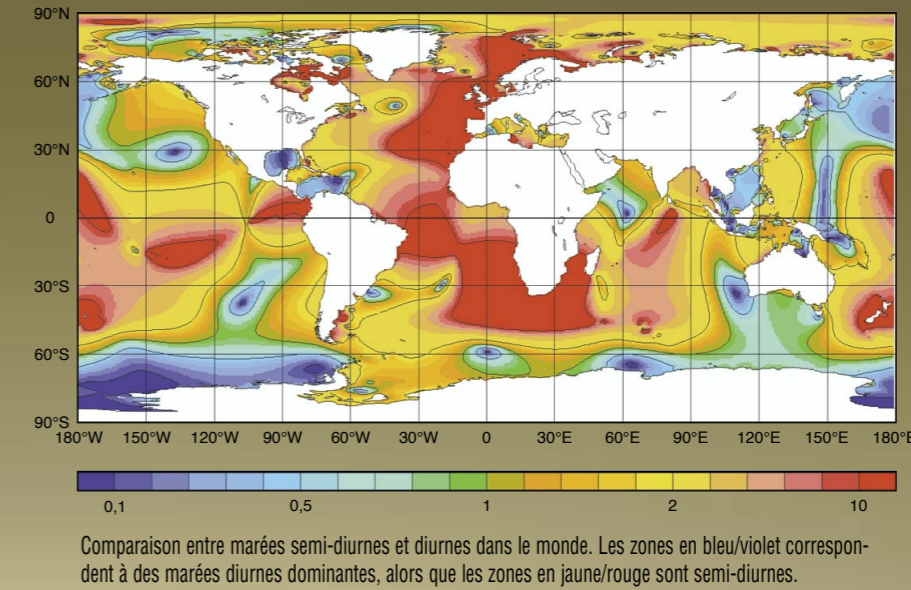 90°N
60°N
30°N
0
30°S
60°S
90°S
180°W 150°W 120°W 90°W 60°W 30°W 0 30°E 60°E 90°E 120°E 150°E 180°E
0,1 0,5 1 2 10
Comparaison entre marées semi-diurnes et diurnes dans le monde. Les zones en bleu/violet correspon-
dent à des marées diurnes dominantes, alors que les zones en jaune/rouge sont semi-diurnes.